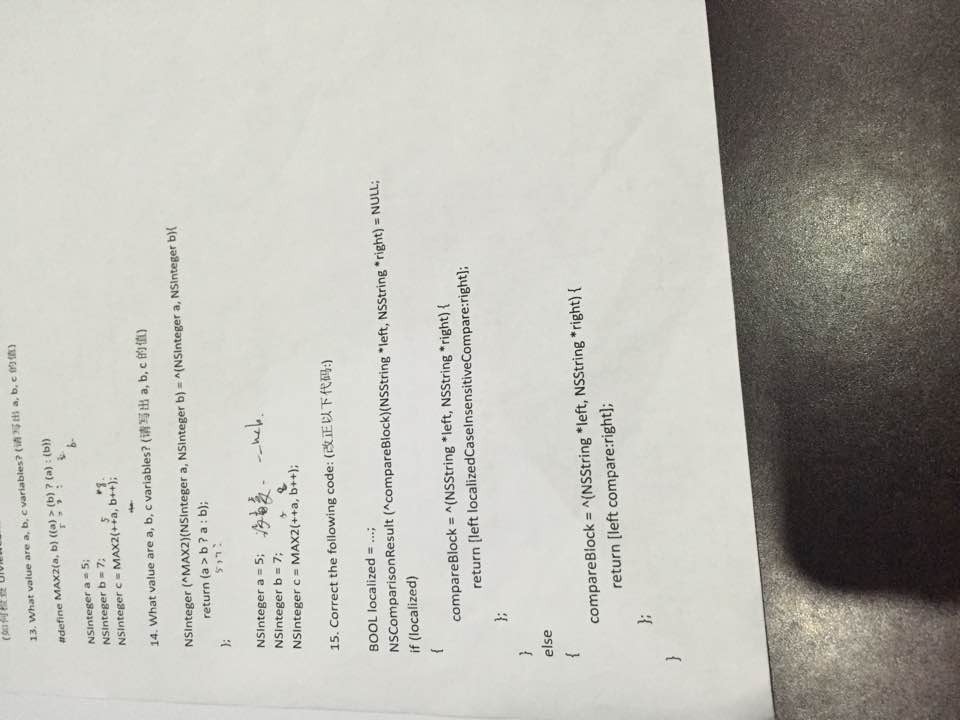 (如何检查
13. What value are a, b, c variables? (请写出 a, b, c 的值)
#define MAX2(a, b) ((a) > (b) ? (a) : (b))
NSInteger a = 5;
NSInteger b = 7;
NSInteger c = MAX2(++a, b++);
14. What value are a, b, c variables? (请写出 a, b, c 的值)
NSInteger (^MAX2)(NSInteger a, NSInteger b) = ^(NSInteger a, NSInteger b){
return (a > b ? a : b);
};
NSInteger a = 5;
NSInteger b = 7;
NSInteger c = MAX2(++a, b++);
15. Correct the following code: (改正以下代码:)
BOOL localized = ....;
NSComparisonResult (^compareBlock)(NSString *left, NSString *right) = NULL;
if (localized)
{
compareBlock = ^(NSString *left, NSString *right) {
return [left localizedCaseInsensitiveCompare:right];
};
}
else
{
compareBlock = ^(NSString *left, NSString *right) {
return [left compare:right];
};
}